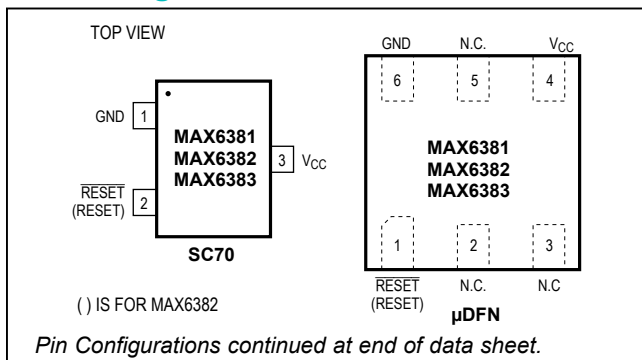 TOP VIEW
GND 1
MAX6381
MAX6382
MAX6383
3 VCC
RESET
(RESET) 2
SC70
( ) IS FOR MAX6382
GND N.C. VCC
6 5 4
MAX6381
MAX6382
MAX6383
1 2 3
RESET N.C. N.C
(RESET)
µDFN
Pin Configurations continued at end of data sheet.